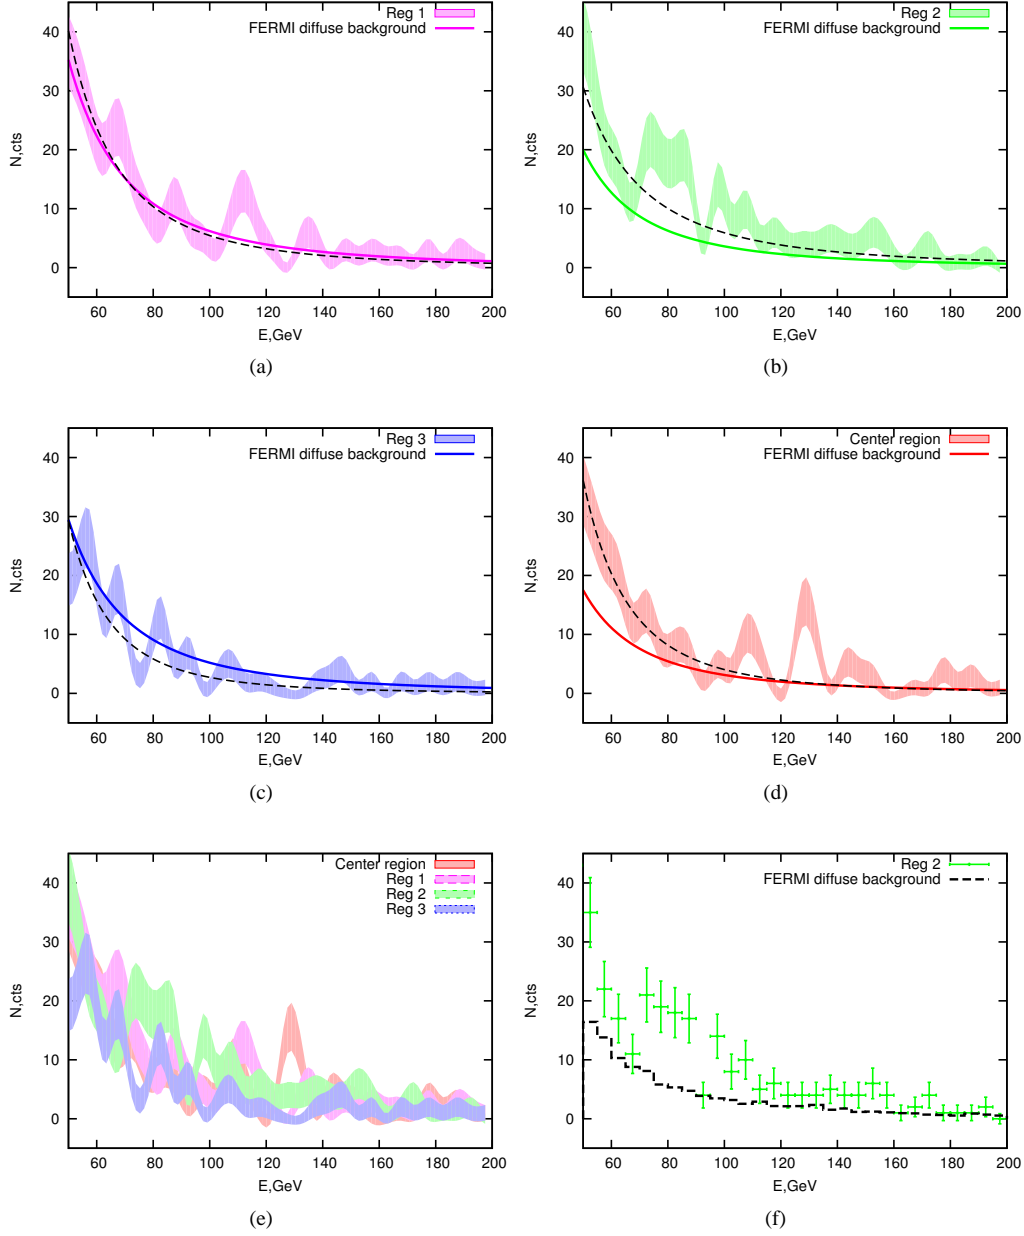 Reg 1
FERMI diffuse background
N,cts
40
30
20
10
0
60 80 100 120 140 160 180 200
E,GeV
(a)
Reg 2
FERMI diffuse background
N,cts
40
30
20
10
0
60 80 100 120 140 160 180 200
E,GeV
(b)
Reg 3
FERMI diffuse background
N,cts
40
30
20
10
0
60 80 100 120 140 160 180 200
E,GeV
(c)
Center region
FERMI diffuse background
N,cts
40
30
20
10
0
60 80 100 120 140 160 180 200
E,GeV
(d)
Center region
Reg 1
Reg 2
Reg 3
N,cts
40
30
20
10
0
60 80 100 120 140 160 180 200
E,GeV
(e)
Reg 2
FERMI diffuse background
N,cts
40
30
20
10
0
60 80 100 120 140 160 180 200
E,GeV
(f)